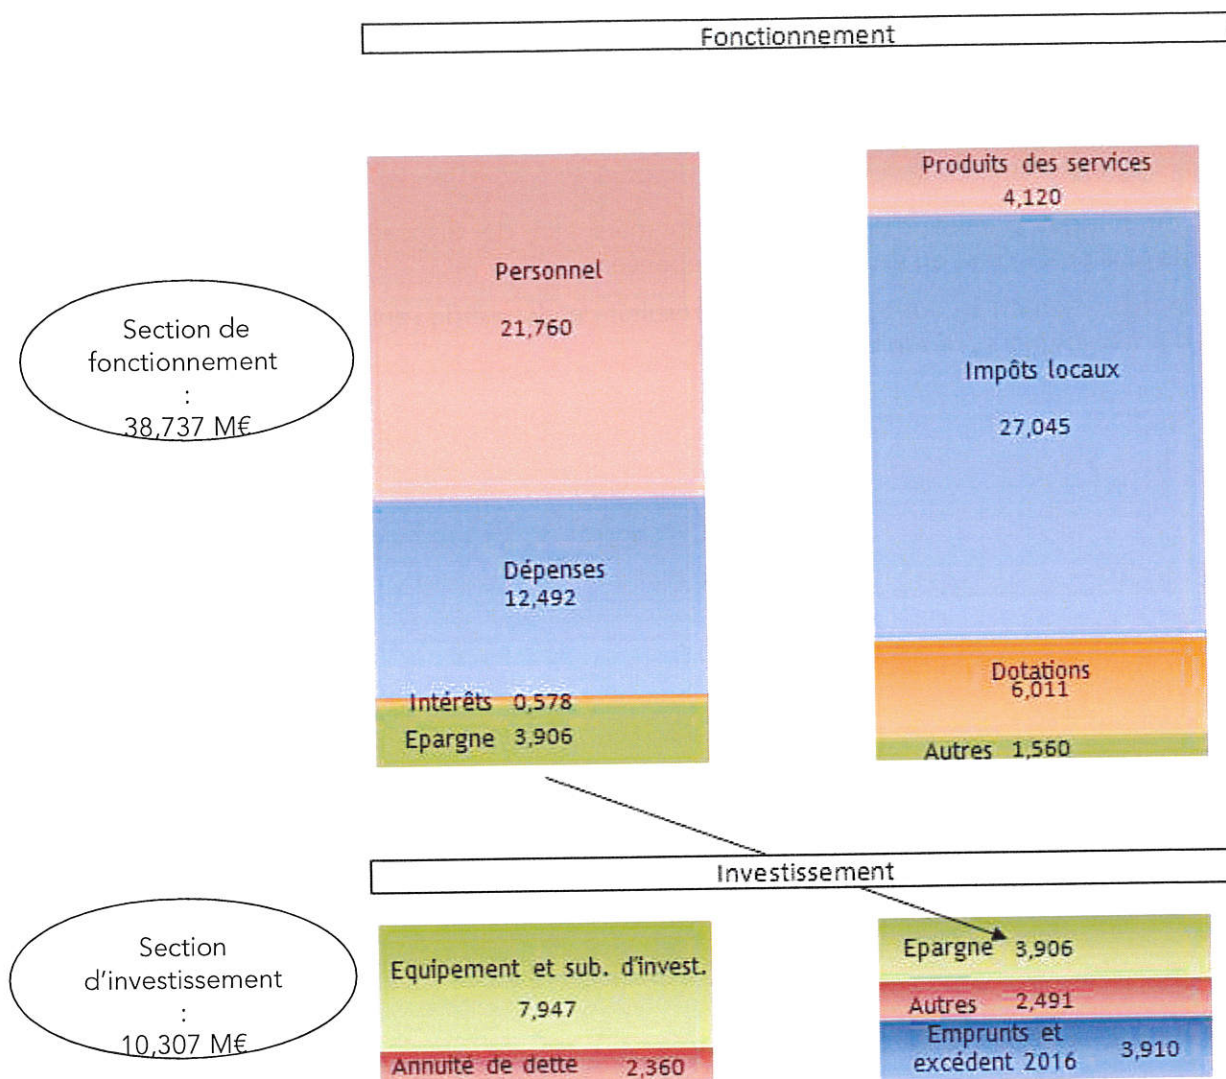 Fonctionnement
Section de
fonctionnement
:
38,737 M€
Personnel
21,760
Dépenses
12,492
Intérêts 0,578
Epargne 3,906
Produits des services
4,120
Impôts locaux
27,045
Dotations
6,011
Autres 1,560
Investissement
Section
d'investissement
:
10,307 M€
Equipement et sub. d'invest.
7,947
Annuité de dette 2,360
Epargne 3,906
Autres 2,491
Emprunts et
excédent 2016 3,910